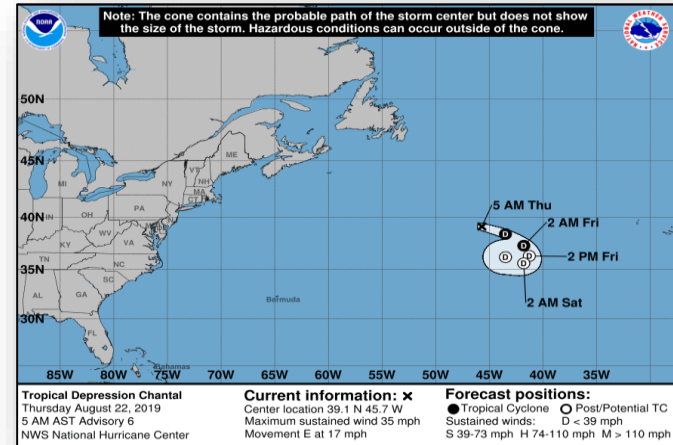 Note: The cone contains the probable path of the storm center but does not show
the size of the storm. Hazardous conditions can occur outside of the cone.
NOAA
NATIONAL WEATHER SERVICE
50N
45N
40N
35N
30N
ME
VT
NH
NY
MA
CT
MI
PA
IN
OH
WV
VA
KY
TN
NC
SC
AL
GA
FL
Bermuda
Bahamas
5 AM Thu
2 AM Fri
2 PM Fri
2 AM Sat
D
D
D
D
D
85W 80W 75W 70W 65W 60W 55W 50W 45W 40W 35W
Tropical Depression Chantal
Thursday August 22, 2019
5 AM AST Advisory 6
NWS National Hurricane Center
Current information: ×
Center location 39.1 N 45.7 W
Maximum sustained wind 35 mph
Movement E at 17 mph
Forecast positions:
● Tropical Cyclone ○ Post/Potential TC
Sustained winds: D < 39 mph
S 39-73 mph H 74-110 mph M > 110 mph